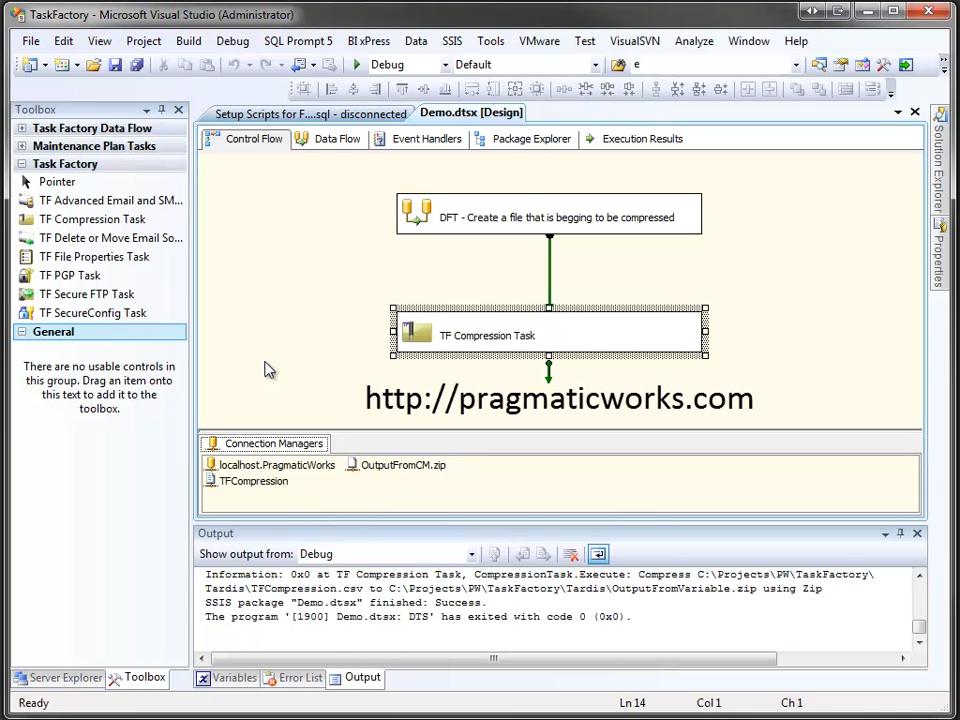 TaskFactory - Microsoft Visual Studio (Administrator)
File Edit View Project Build Debug SQL Prompt 5 BI xPress Data SSIS Tools VMware Test VisualSVN Analyze Window Help
Debug Default e
Toolbox
Task Factory Data Flow
Maintenance Plan Tasks
Task Factory
Pointer
TF Advanced Email and SM...
TF Compression Task
TF Delete or Move Email So...
TF File Properties Task
TF PGP Task
TF Secure FTP Task
TF SecureConfig Task
General
There are no usable controls in
this group. Drag an item onto
this text to add it to the
toolbox.
Setup Scripts for F....sql - disconnected Demo.dtsx [Design]
Control Flow Data Flow Event Handlers Package Explorer Execution Results
DFT - Create a file that is begging to be compressed
TF Compression Task
http://pragmaticworks.com
Connection Managers
localhost.PragmaticWorks OutputFromCM.zip
TFCompression
Output
Show output from: Debug
Information: 0x0 at TF Compression Task, CompressionTask.Execute: Compress C:\Projects\PW\TaskFactory\
Tardis\TFCompression.csv to C:\Projects\PW\TaskFactory\Tardis\OutputFromVariable.zip using Zip
SSIS package "Demo.dtsx" finished: Success.
The program '[1900] Demo.dtsx: DTS' has exited with code 0 (0x0).
Server Explorer Toolbox Variables Error List Output
Ready Ln 14 Col 1 Ch 1
Solution Explorer
Properties